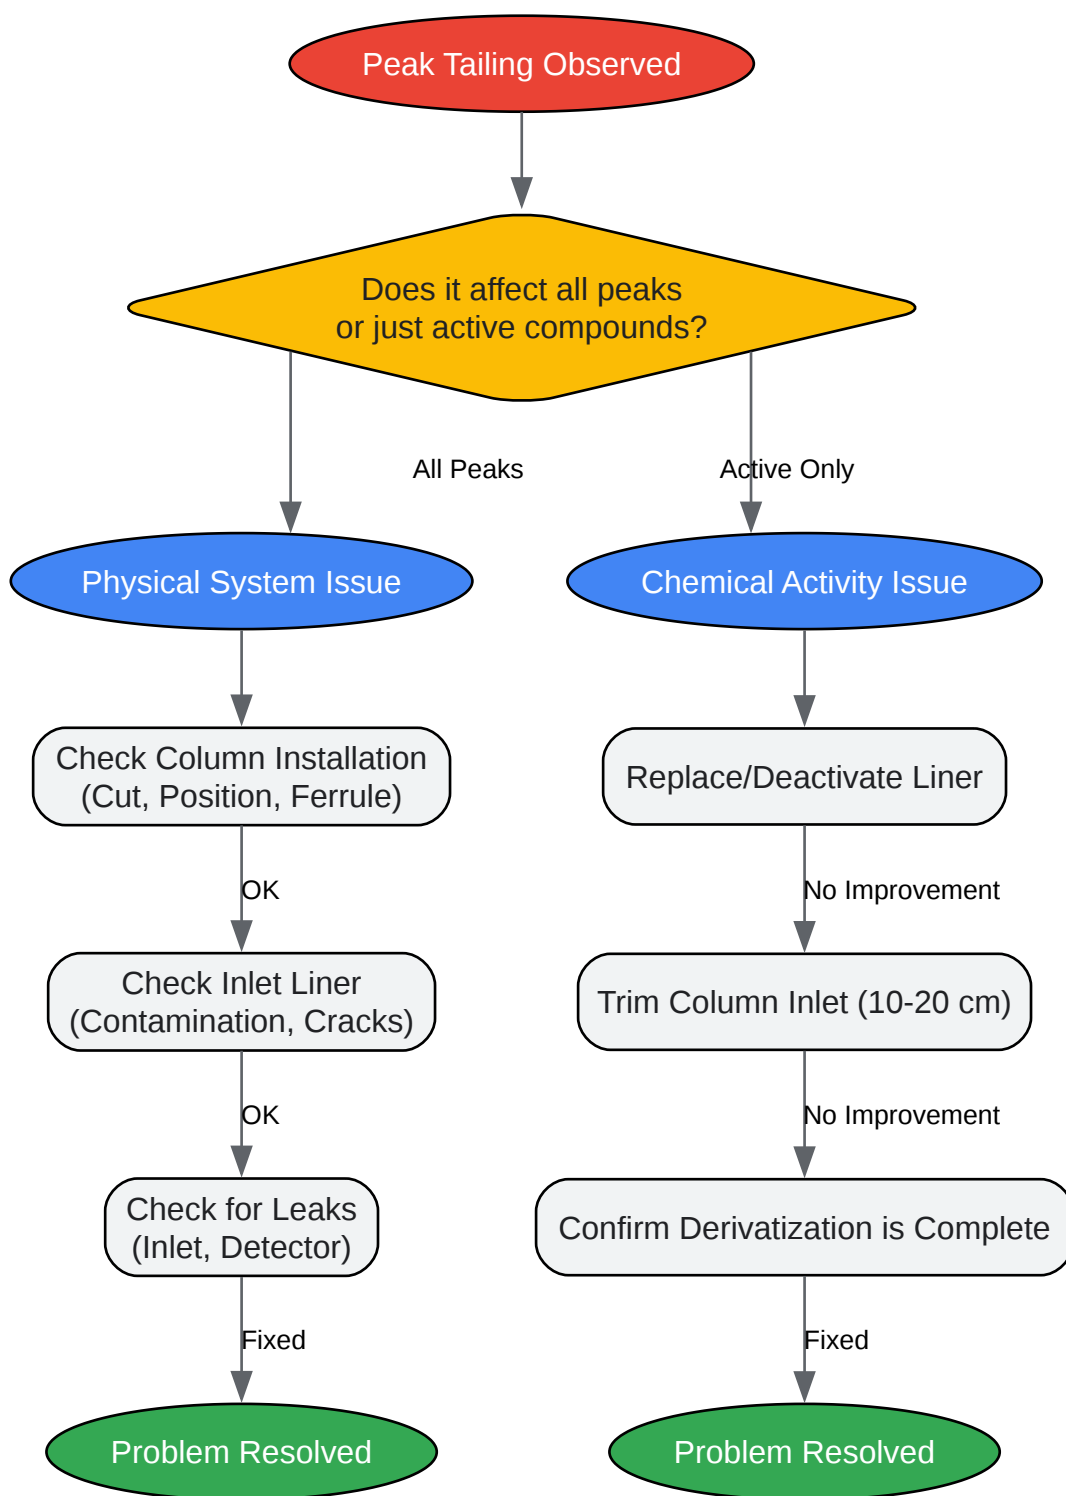 Peak Tailing Observed
Does it affect all peaks
or just active compounds?
All Peaks
Active Only
Physical System Issue
Chemical Activity Issue
Check Column Installation
(Cut, Position, Ferrule)
Replace/Deactivate Liner
OK
No Improvement
Check Inlet Liner
(Contamination, Cracks)
Trim Column Inlet (10-20 cm)
OK
No Improvement
Check for Leaks
(Inlet, Detector)
Confirm Derivatization is Complete
Fixed
Fixed
Problem Resolved
Problem Resolved